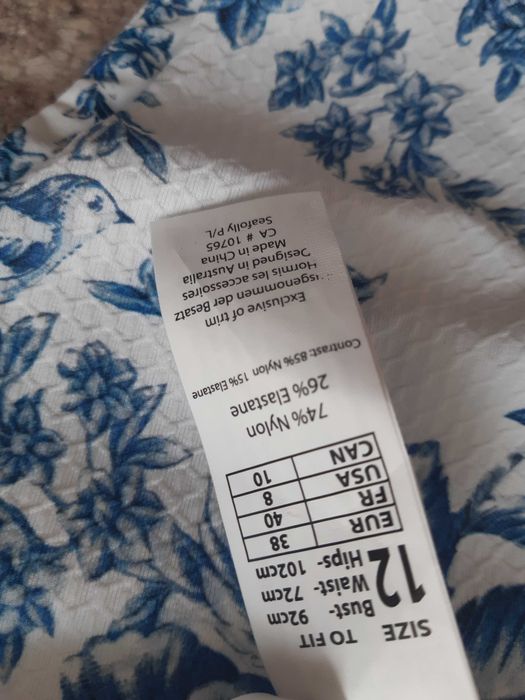 SIZE TO FIT
12
Bust- 92cm
Waist- 72cm
Hips- 102cm
EUR 38
FR 40
USA 8
CAN 10
74% Nylon
26% Elastane
Contrast: 85% Nylon 15% Elastane
Exclusive of trim
der Besatz
Hormis les accessoires
Designed in Australia
Made in China
CA # 10765
Seafolly P/L